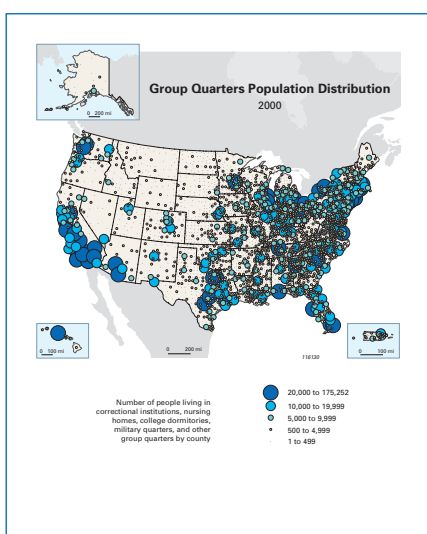 Group Quarters Population Distribution
2000
0 200 mi
0 100 mi
0 200 mi
116130
0 100 mi
Number of people living in
correctional institutions, nursing
homes, college dormitories,
military quarters, and other
group quarters by county
20,000 to 175,252
10,000 to 19,999
5,000 to 9,999
500 to 4,999
1 to 499